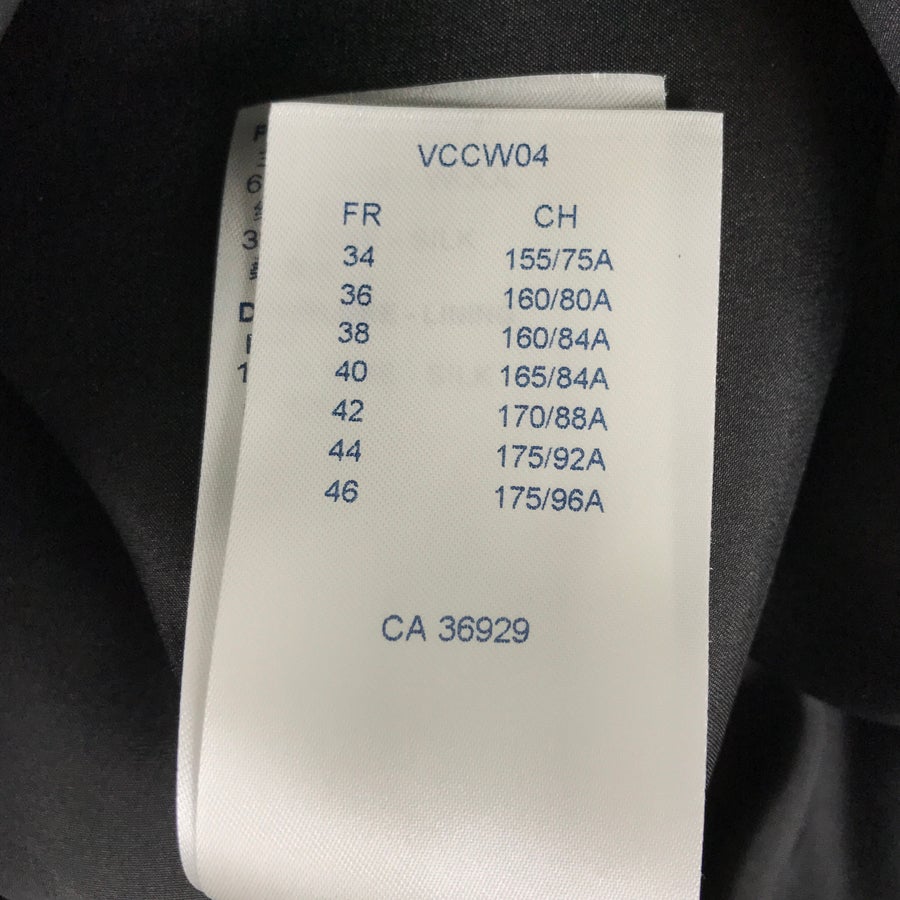 VCCW04
FR CH
34 155/75A
36 160/80A
38 160/84A
40 165/84A
42 170/88A
44 175/92A
46 175/96A
CA 36929